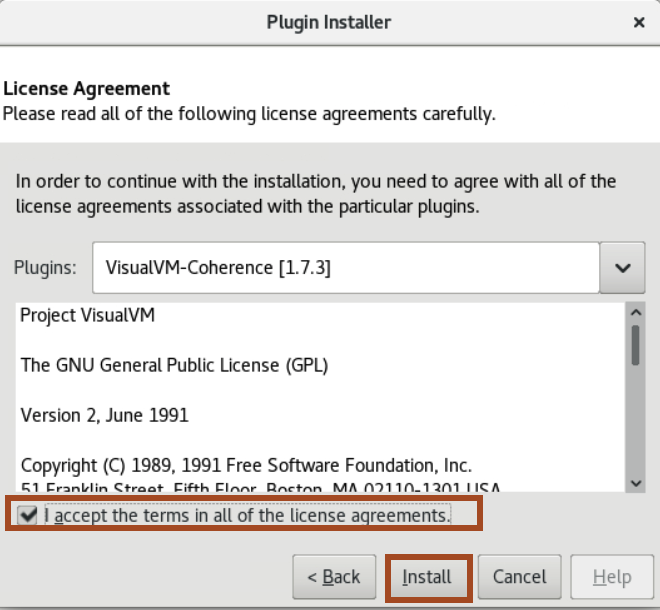 Plugin Installer
License Agreement
Please read all of the following license agreements carefully.
In order to continue with the installation, you need to agree with all of the
license agreements associated with the particular plugins.
Plugins: VisualVM-Coherence [1.7.3]
Project VisualVM
The GNU General Public License (GPL)
Version 2, June 1991
Copyright (C) 1989, 1991 Free Software Foundation, Inc.
51 Franklin Street, Fifth Floor, Boston, MA 02110-1301 USA
I accept the terms in all of the license agreements.
< Back Install Cancel Help